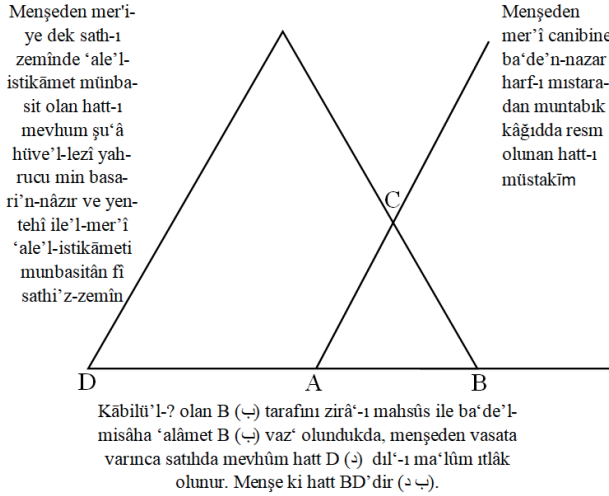 Menşeden mer'i-
ye dek sath-ı
zemînde ‘ale’l-
istikāmet münba-
sit olan hatt-ı
mevhum şu‘â
hüve’l-lezî yah-
rucu min basa-
ri’n-nâzır ve yen-
tehî ile’l-mer’î
‘ale’l-istikāmeti
munbasitân fî
sathi’z-zemîn
Menşeden
mer’î canibine
ba‘de’n-nazar
harf-ı mıstara-
dan muntabık
kâğıdda resm
olunan hatt-ı
müstakīm
C
D
A
B
Kābilü’l-? olan B (ب) tarafını zirâ‘-ı mahsûs ile ba‘de’l-
misâha ‘alâmet B (ب) vaz‘ olundukda, menşeden vasata
varınca satıhda mevhûm hatt D (د) dıl‘-ı ma‘lûm ıtlâk
olunur. Menşe ki hatt BD’dir (ب د).